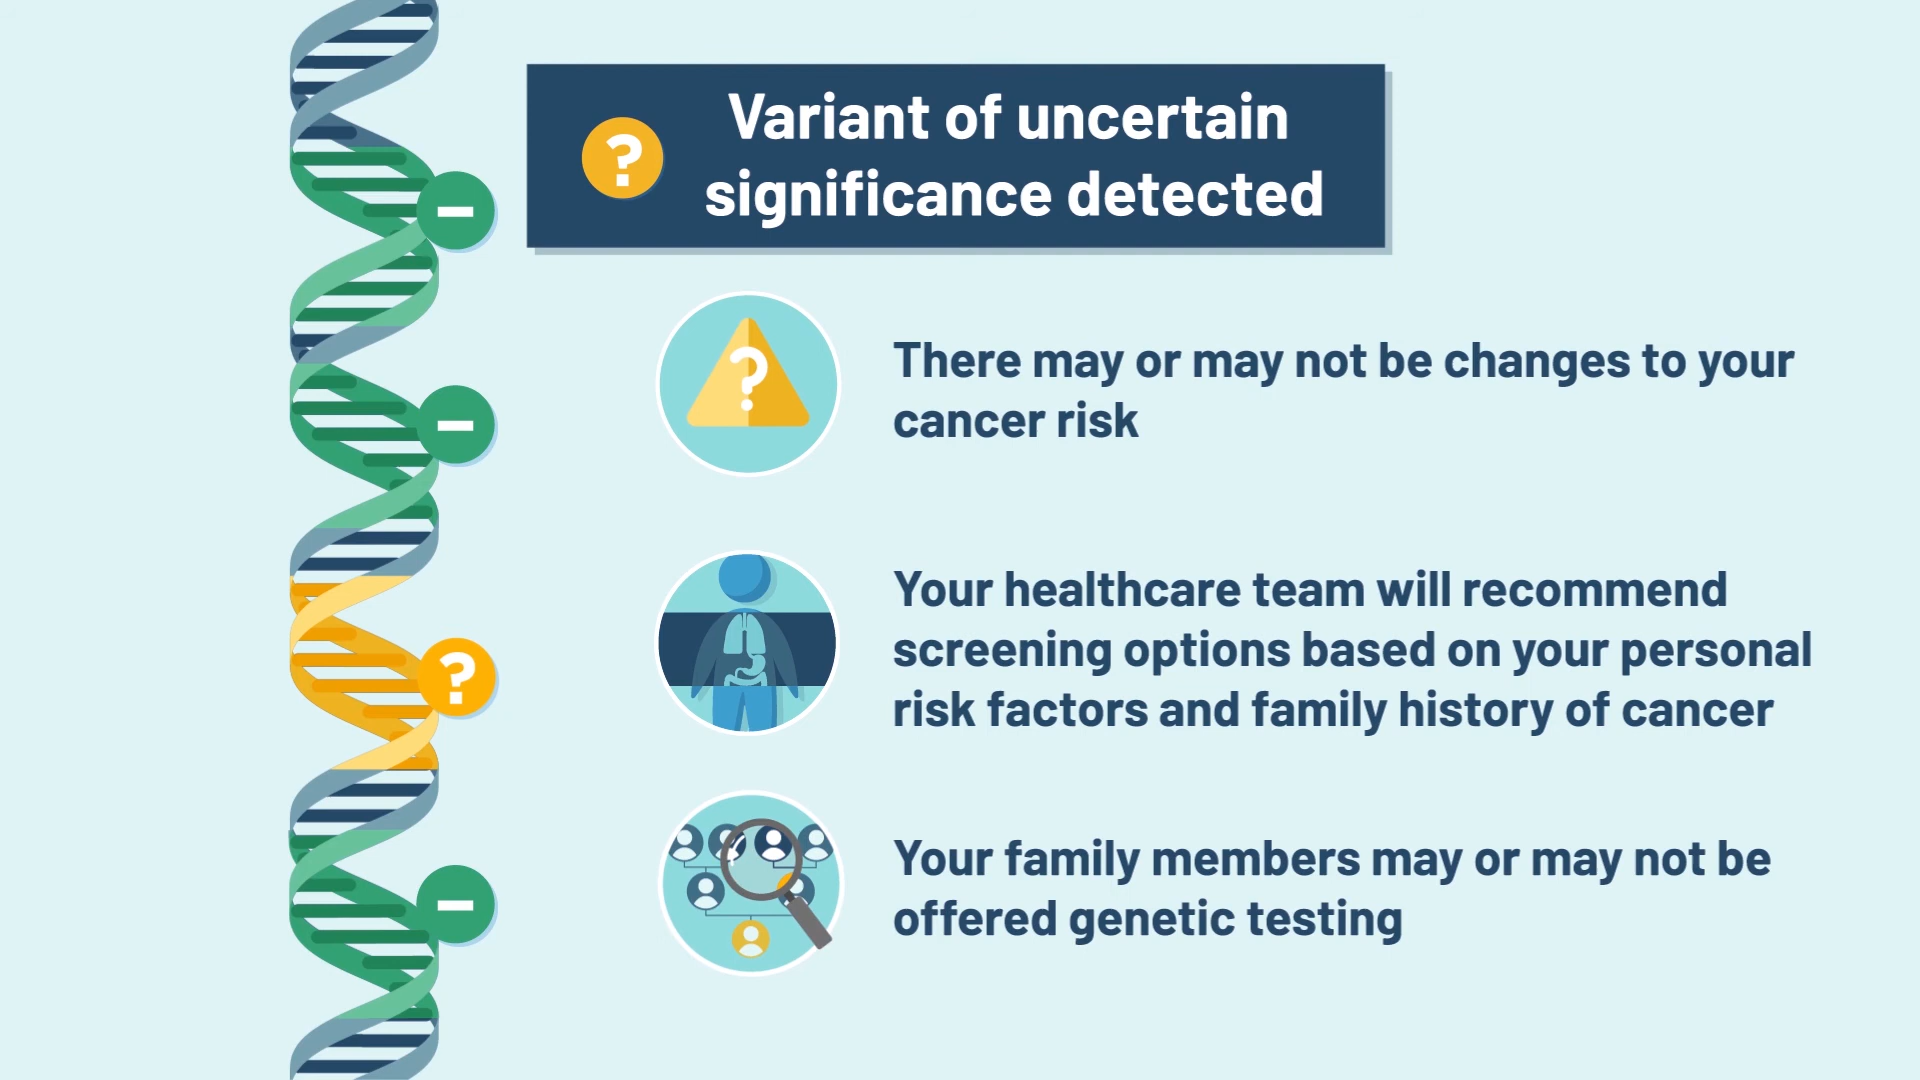 Variant of uncertain
significance detected
?
?
There may or may not be changes to your
cancer risk
Your healthcare team will recommend
screening options based on your personal
risk factors and family history of cancer
?
Your family members may or may not be
offered genetic testing